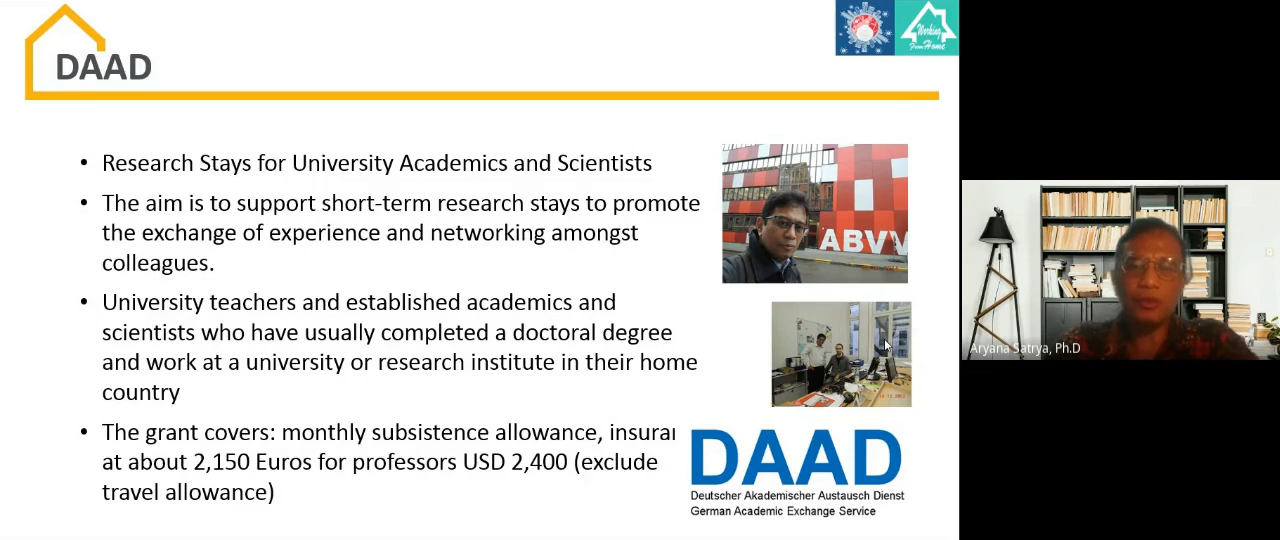 DAAD
Working
From Home
• Research Stays for University Academics and Scientists
• The aim is to support short-term research stays to promote
the exchange of experience and networking amongst
colleagues.
• University teachers and established academics and
scientists who have usually completed a doctoral degree
and work at a university or research institute in their home
country
• The grant covers: monthly subsistence allowance, insurar
at about 2,150 Euros for professors USD 2,400 (exclude
travel allowance)
ABVV
DAAD
Deutscher Akademischer Austausch Dienst
German Academic Exchange Service
Aryana Satrya, Ph.D